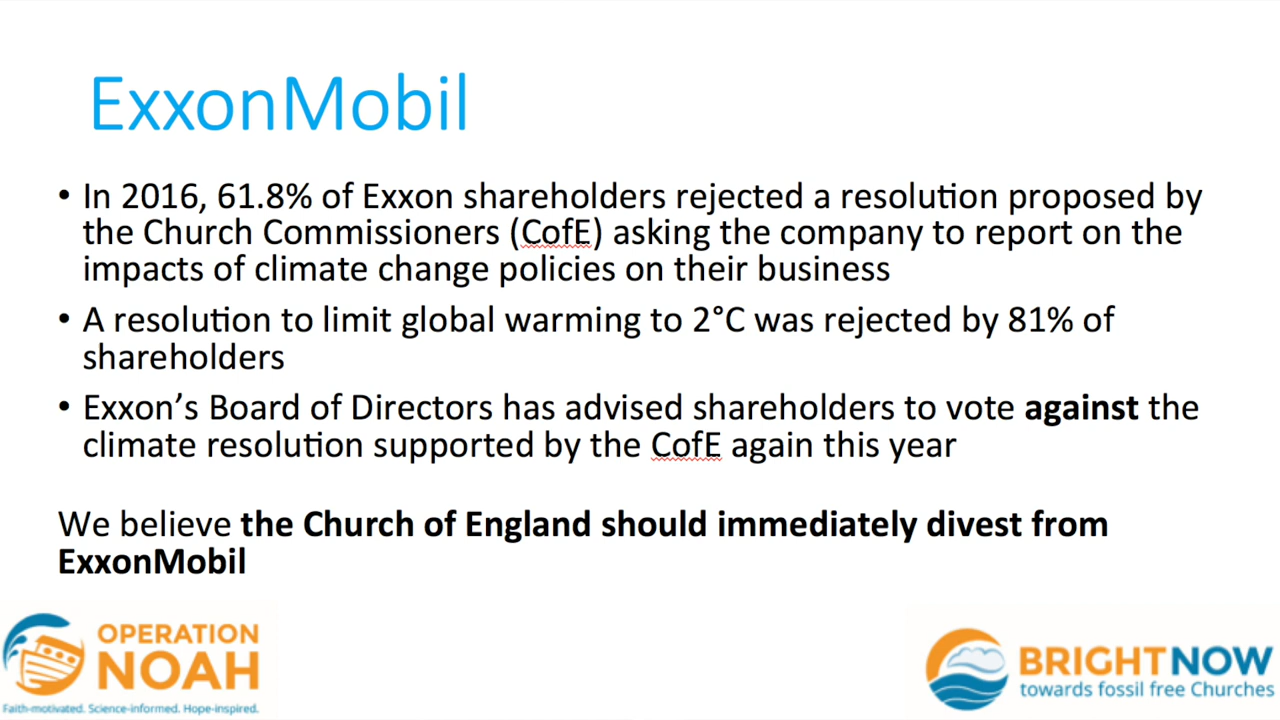 ExxonMobil
• In 2016, 61.8% of Exxon shareholders rejected a resolution proposed by
the Church Commissioners (CofE) asking the company to report on the
impacts of climate change policies on their business
• A resolution to limit global warming to 2°C was rejected by 81% of
shareholders
• Exxon’s Board of Directors has advised shareholders to vote against the
climate resolution supported by the CofE again this year
We believe the Church of England should immediately divest from
ExxonMobil
OPERATION
NOAH
Faith-motivated. Science-informed. Hope-inspired.
BRIGHTNOW
towards fossil free Churches